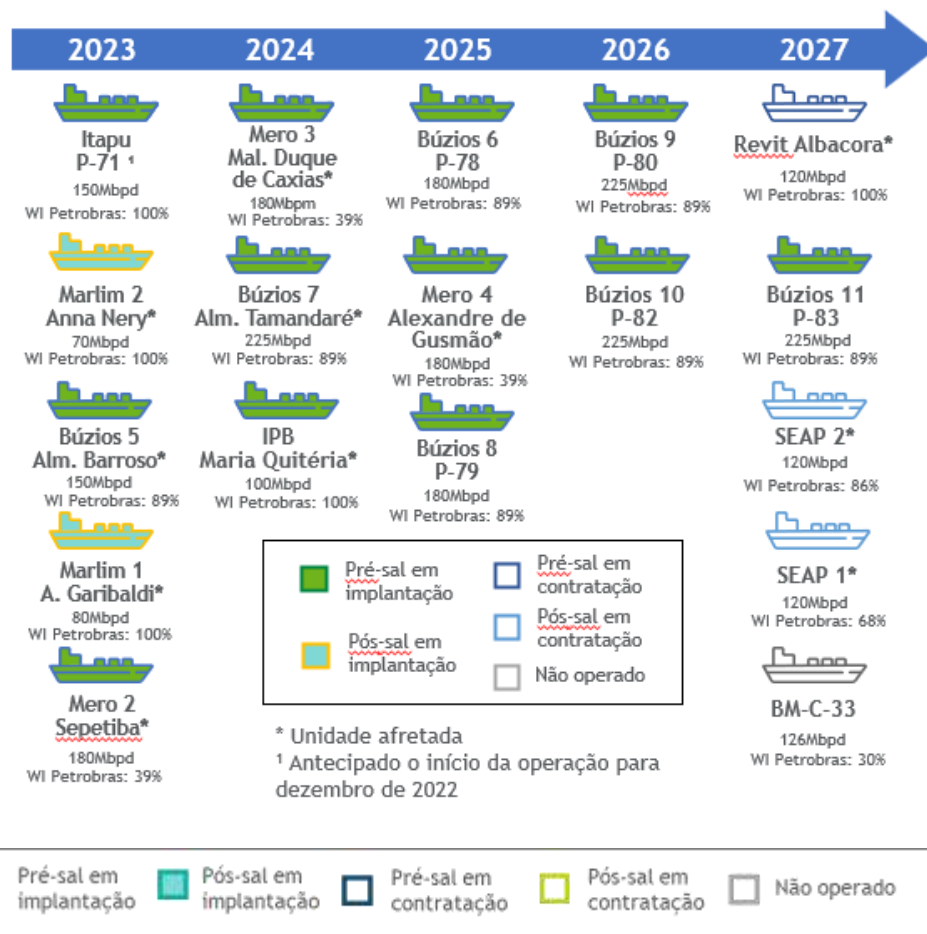 2023
2024
2025
2026
2027
Itapu
P-71 ¹
150Mbpd
WI Petrobras: 100%
Marlim 2
Anna Nery*
70Mbpd
WI Petrobras: 100%
Búzios 5
Alm. Barroso*
150Mbpd
WI Petrobras: 89%
Marlim 1
A. Garibaldi*
80Mbpd
WI Petrobras: 100%
Mero 2
Sepetiba*
180Mbpd
WI Petrobras: 39%
Mero 3
Mal. Duque
de Caxias*
180Mbpm
WI Petrobras: 39%
Búzios 7
Alm. Tamandaré*
225Mbpd
WI Petrobras: 89%
IPB
Maria Quitéria*
100Mbpd
WI Petrobras: 100%
Búzios 6
P-78
180Mbpd
WI Petrobras: 89%
Mero 4
Alexandre de
Gusmão*
180Mbpd
WI Petrobras: 39%
Búzios 8
P-79
180Mbpd
WI Petrobras: 89%
Búzios 9
P-80
225Mbpd
WI Petrobras: 89%
Búzios 10
P-82
225Mbpd
WI Petrobras: 89%
Revit Albacora*
120Mbpd
WI Petrobras: 100%
Búzios 11
P-83
225Mbpd
WI Petrobras: 89%
SEAP 2*
120Mbpd
WI Petrobras: 86%
SEAP 1*
120Mbpd
WI Petrobras: 68%
BM-C-33
126Mbpd
WI Petrobras: 30%
Pré-sal em
implantação
Pós-sal em
implantação
Pré-sal em
contratação
Pós-sal em
contratação
Não operado
* Unidade afretada
¹ Antecipado o início da operação para
dezembro de 2022
Pré-sal em
implantação
Pós-sal em
implantação
Pré-sal em
contratação
Pós-sal em
contratação
Não operado